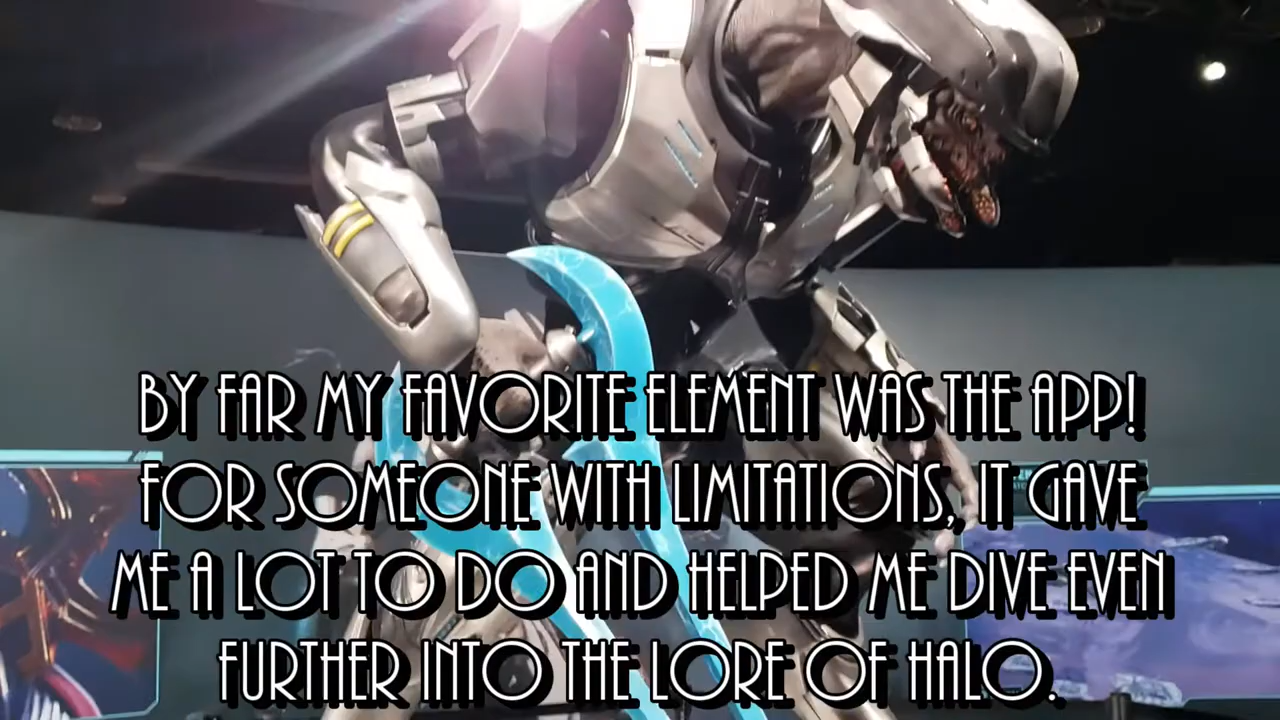 BY FAR MY FAVORITE ELEMENT WAS THE APP!
FOR SOMEONE WITH LIMITATIONS, IT GAVE
ME A LOT TO DO AND HELPED ME DIVE EVEN
FURTHER INTO THE LORE OF HALO.